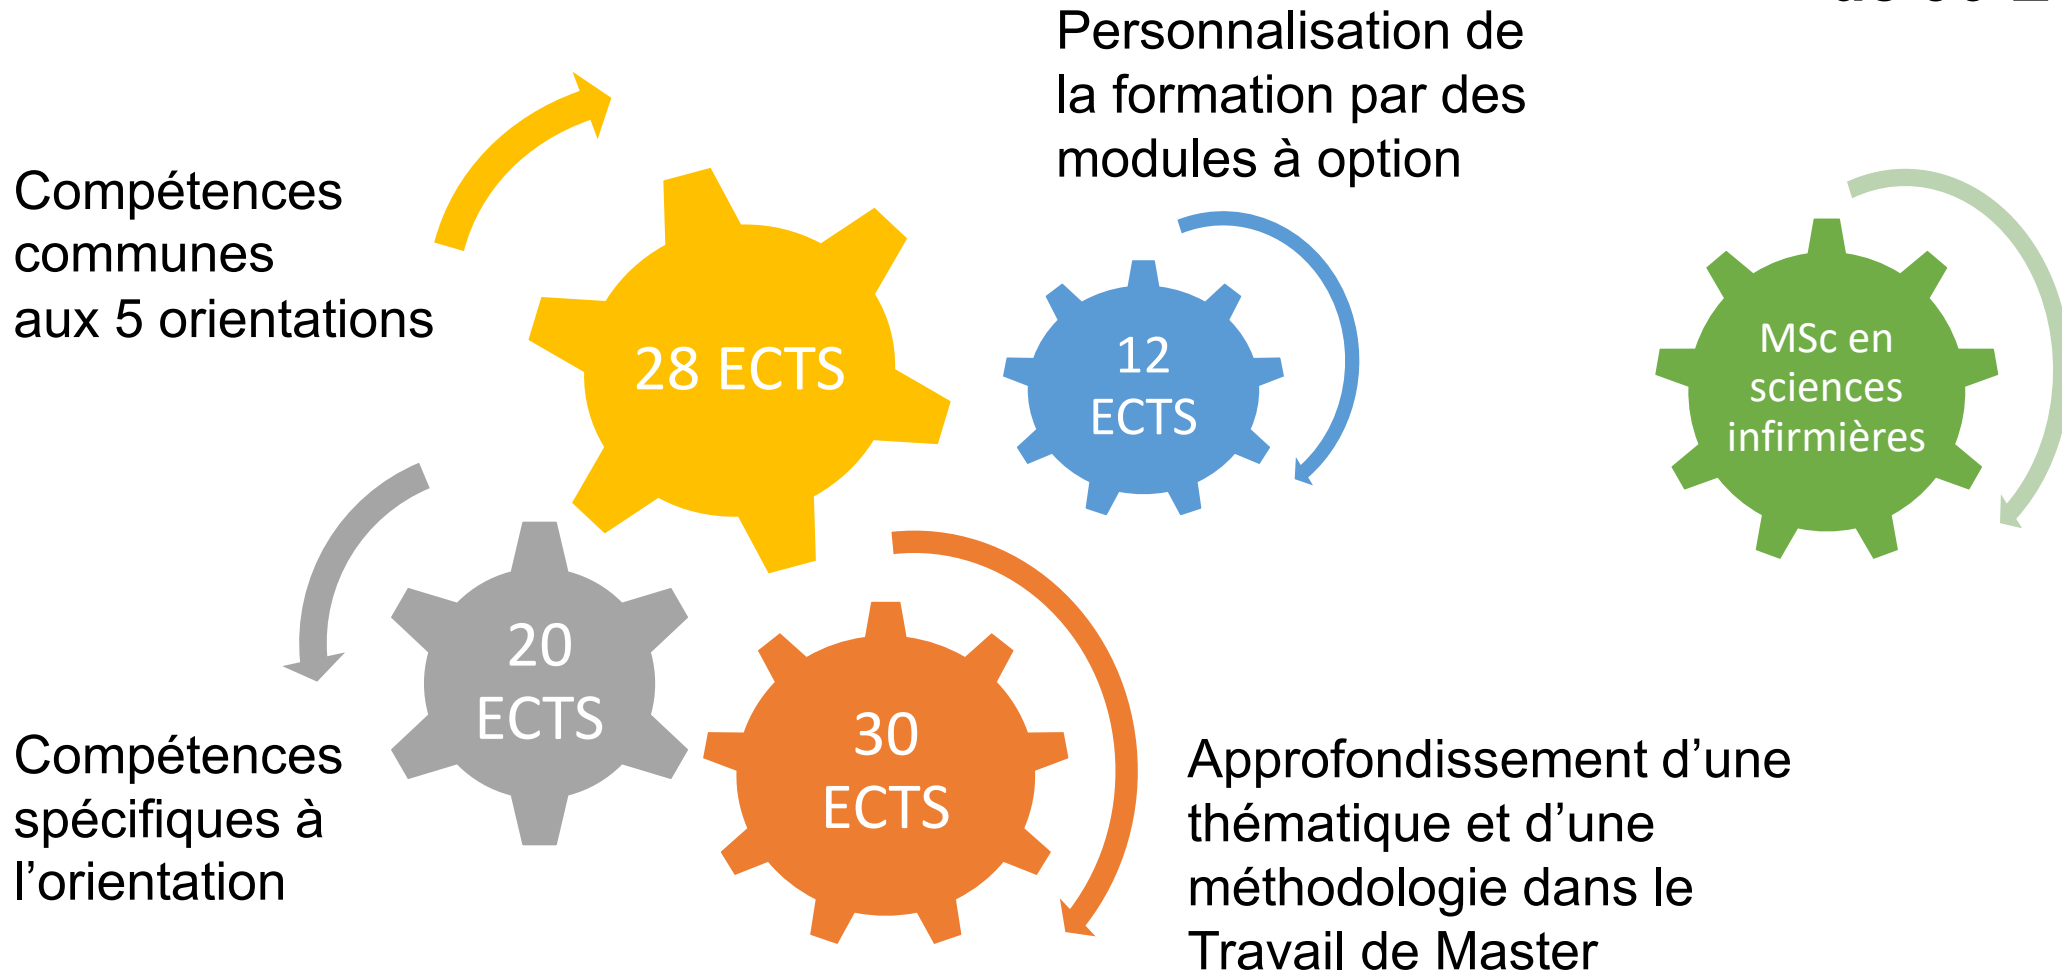 Personnalisation de
la formation par des
modules à option
Compétences
communes
aux 5 orientations
28 ECTS
12
ECTS
MSc en
sciences
infirmières
20
ECTS
30
ECTS
Compétences
spécifiques à
l’orientation
Approfondissement d’une
thématique et d’une
méthodologie dans le
Travail de Master